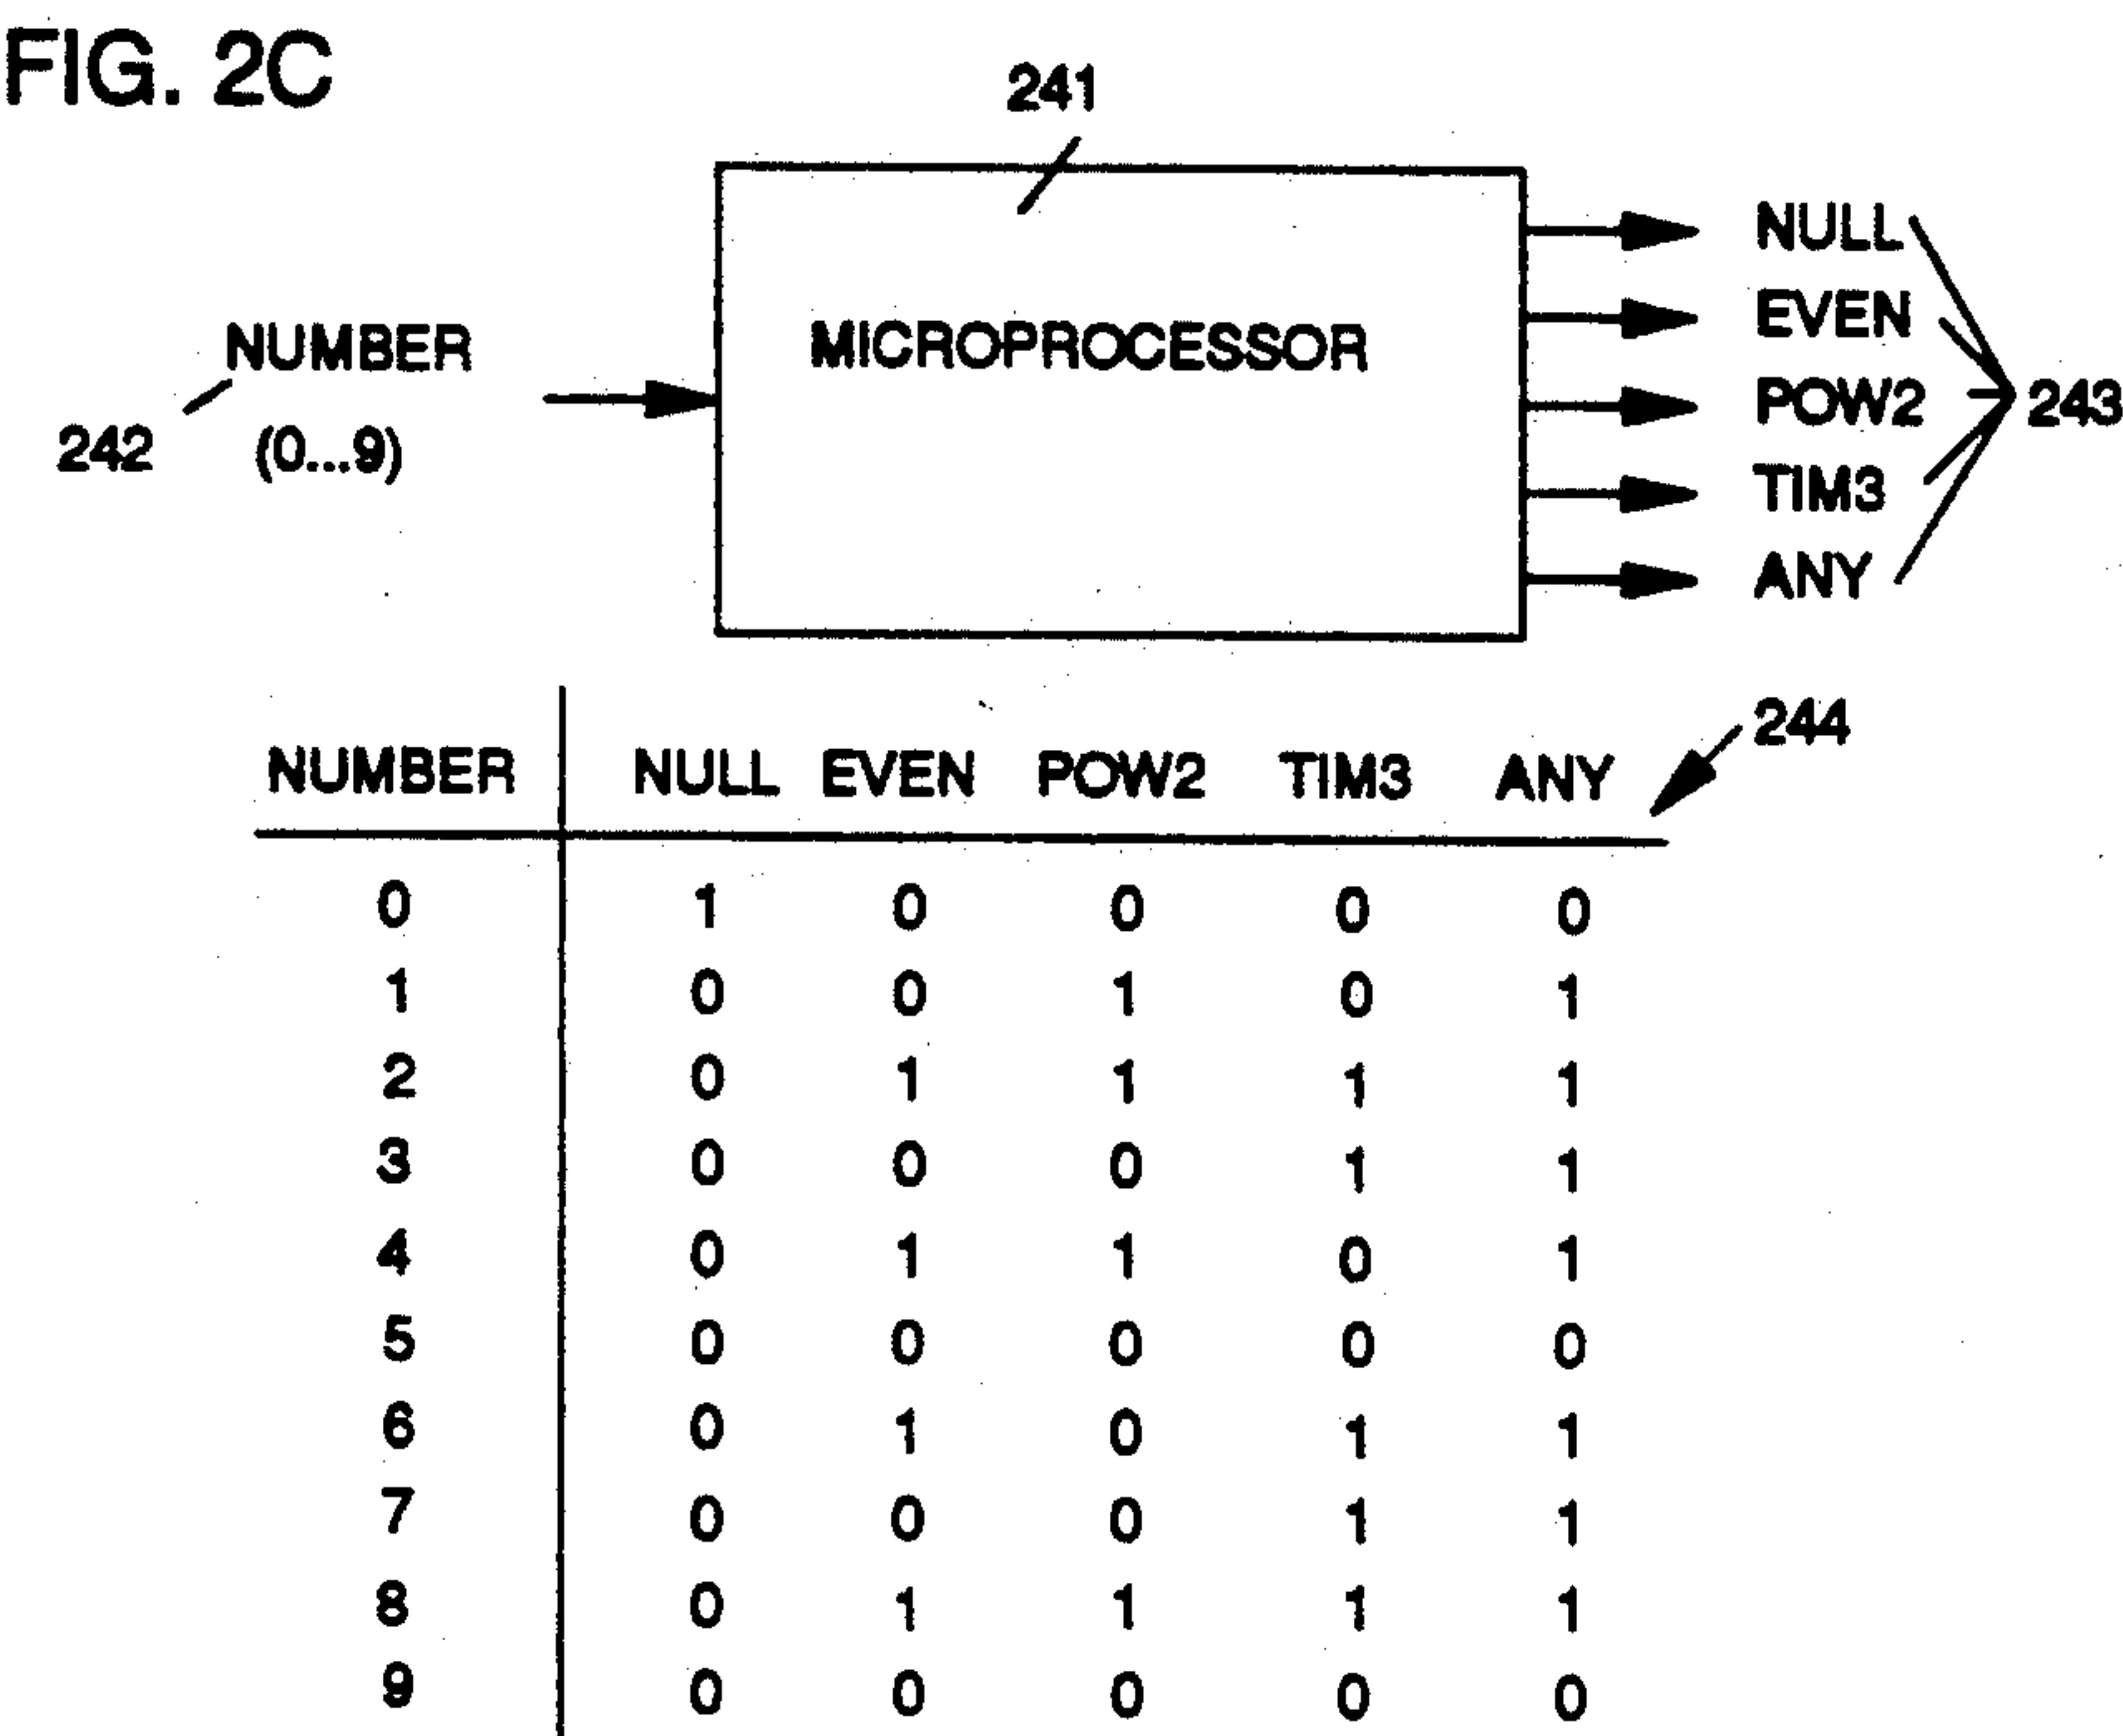 FIG. 2C
241
NULL
EVEN
NUMBER
MICROPROCESSOR
POW2
243
242
(0...9)
TIM3
ANY
244
NUMBER NULL EVEN POW2 TIM3 ANY
0 1 0 0 0 0
1 0 0 1 0 1
2 0 1 1 1 1
3 0 0 0 1 1
4 0 1 1 0 1
5 0 0 0 0 0
6 0 1 0 1 1
7 0 0 0 1 1
8 0 1 1 1 1
9 0 0 0 0 0